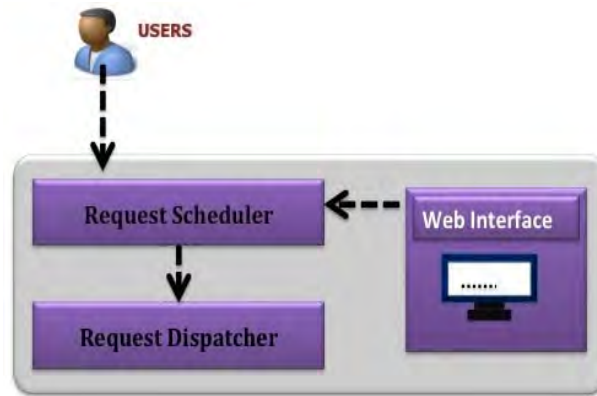 USERS
Request Scheduler
Web Interface
Request Dispatcher